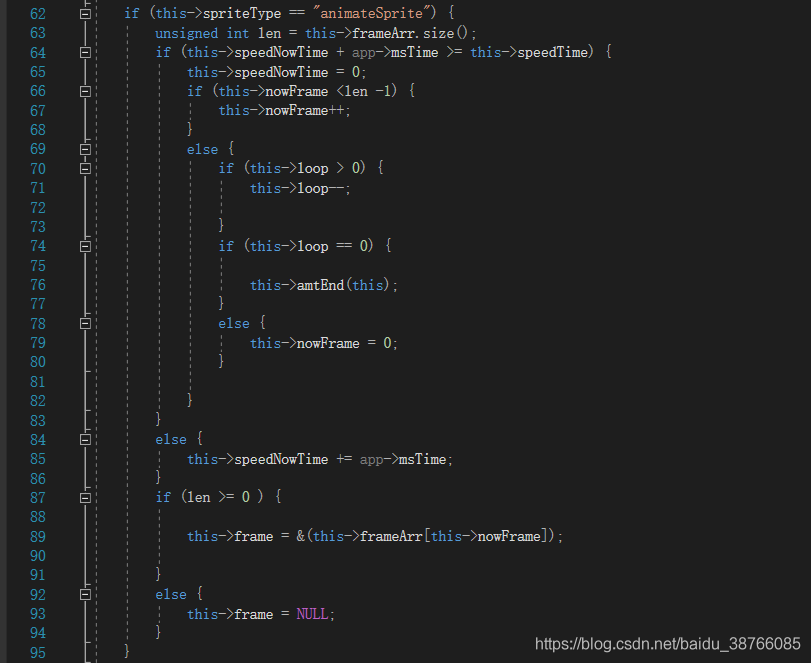 62 if (this->spriteType == "animateSprite") {
63 unsigned int len = this->frameArr.size();
64 if (this->speedNowTime + app->msTime >= this->speedTime) {
65 this->speedNowTime = 0;
66 if (this->nowFrame <len -1) {
67 this->nowFrame++;
68 }
69 else {
70 if (this->loop > 0) {
71 this->loop--;
72
73 }
74 if (this->loop == 0) {
75
76 this->amtEnd(this);
77 }
78 else {
79 this->nowFrame = 0;
80 }
81
82 }
83 }
84 else {
85 this->speedNowTime += app->msTime;
86 }
87 if (len >= 0 ) {
88
89 this->frame = &(this->frameArr[this->nowFrame]);
90
91 }
92 else {
93 this->frame = NULL;
94 }
95 }
https://blog.csdn.net/baidu_38766085